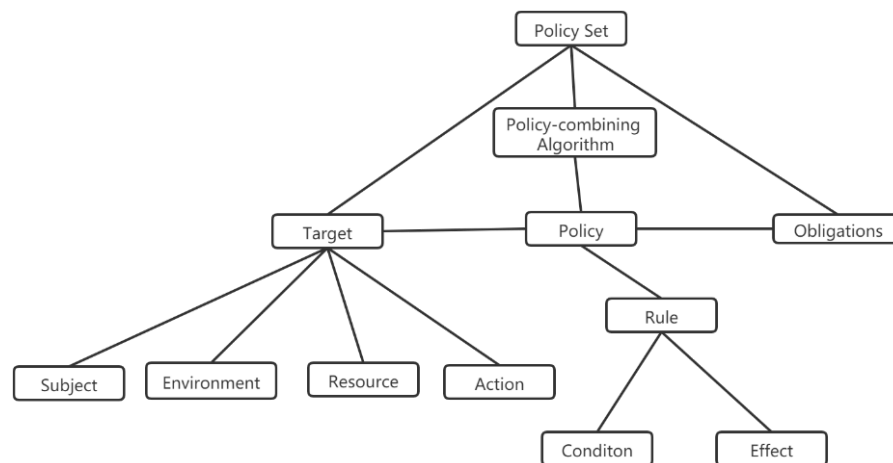 Policy Set
Policy-combining
Algorithm
Target
Policy
Obligations
Rule
Subject
Environment
Resource
Action
Conditon
Effect